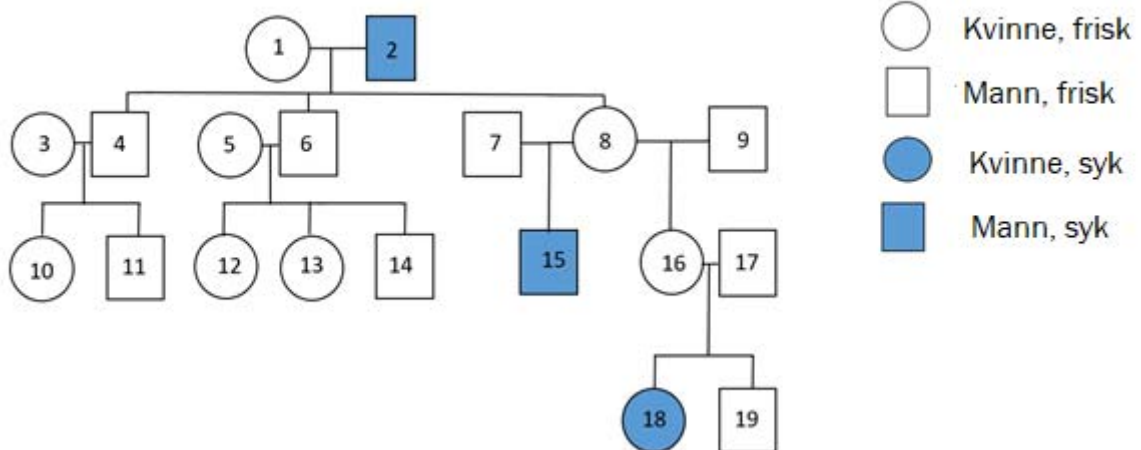 1 2
Kvinne, frisk
Mann, frisk
Kvinne, syk
Mann, syk
3 4 5 6 7 8 9
10 11 12 13 14 15 16 17
18 19